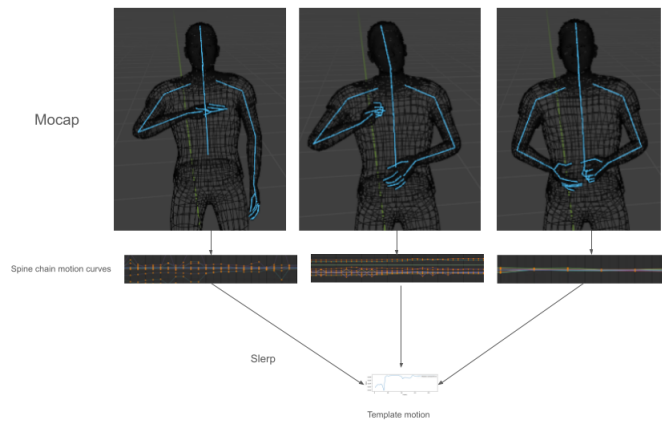 Mocap
Spine chain motion curves
Slerp
Template motion